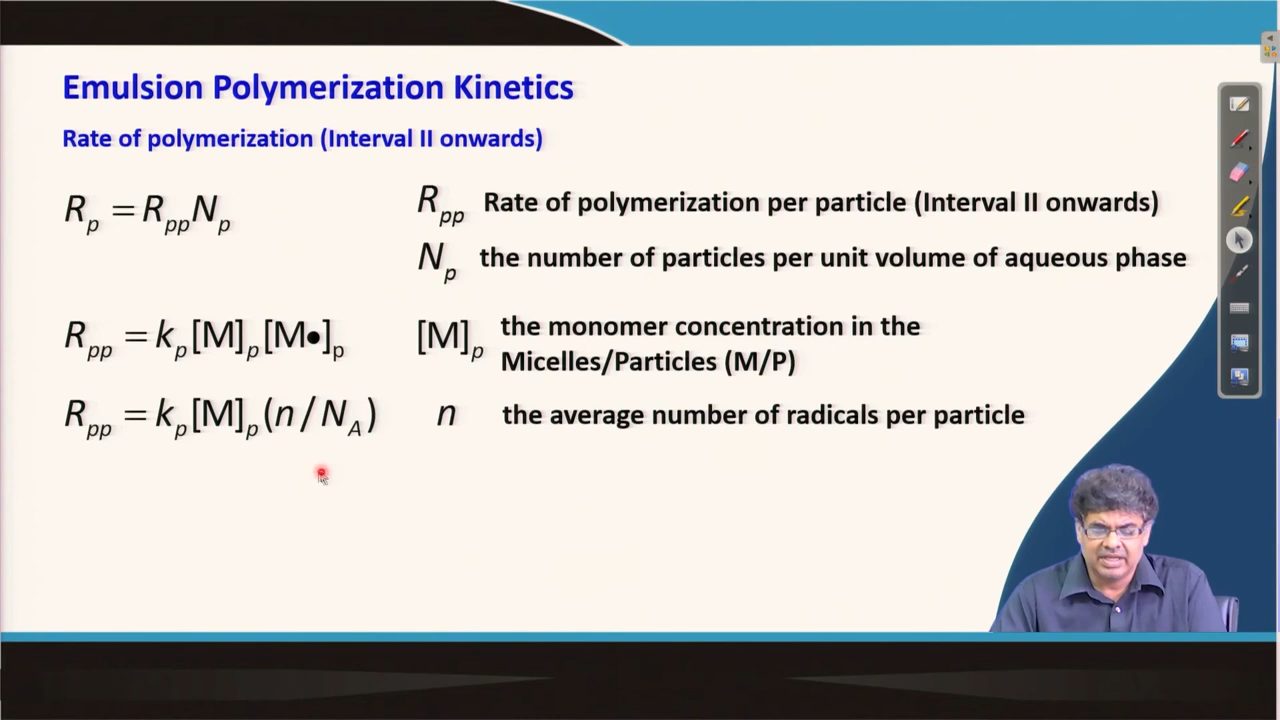 Emulsion Polymerization Kinetics
Rate of polymerization (Interval II onwards)
R_p = R_pp N_p
R_pp Rate of polymerization per particle (Interval II onwards)
N_p the number of particles per unit volume of aqueous phase
R_pp = k_p [M]_p [M•]_p
[M]_p the monomer concentration in the
Micelles/Particles (M/P)
R_pp = k_p [M]_p (n / N_A)
n the average number of radicals per particle